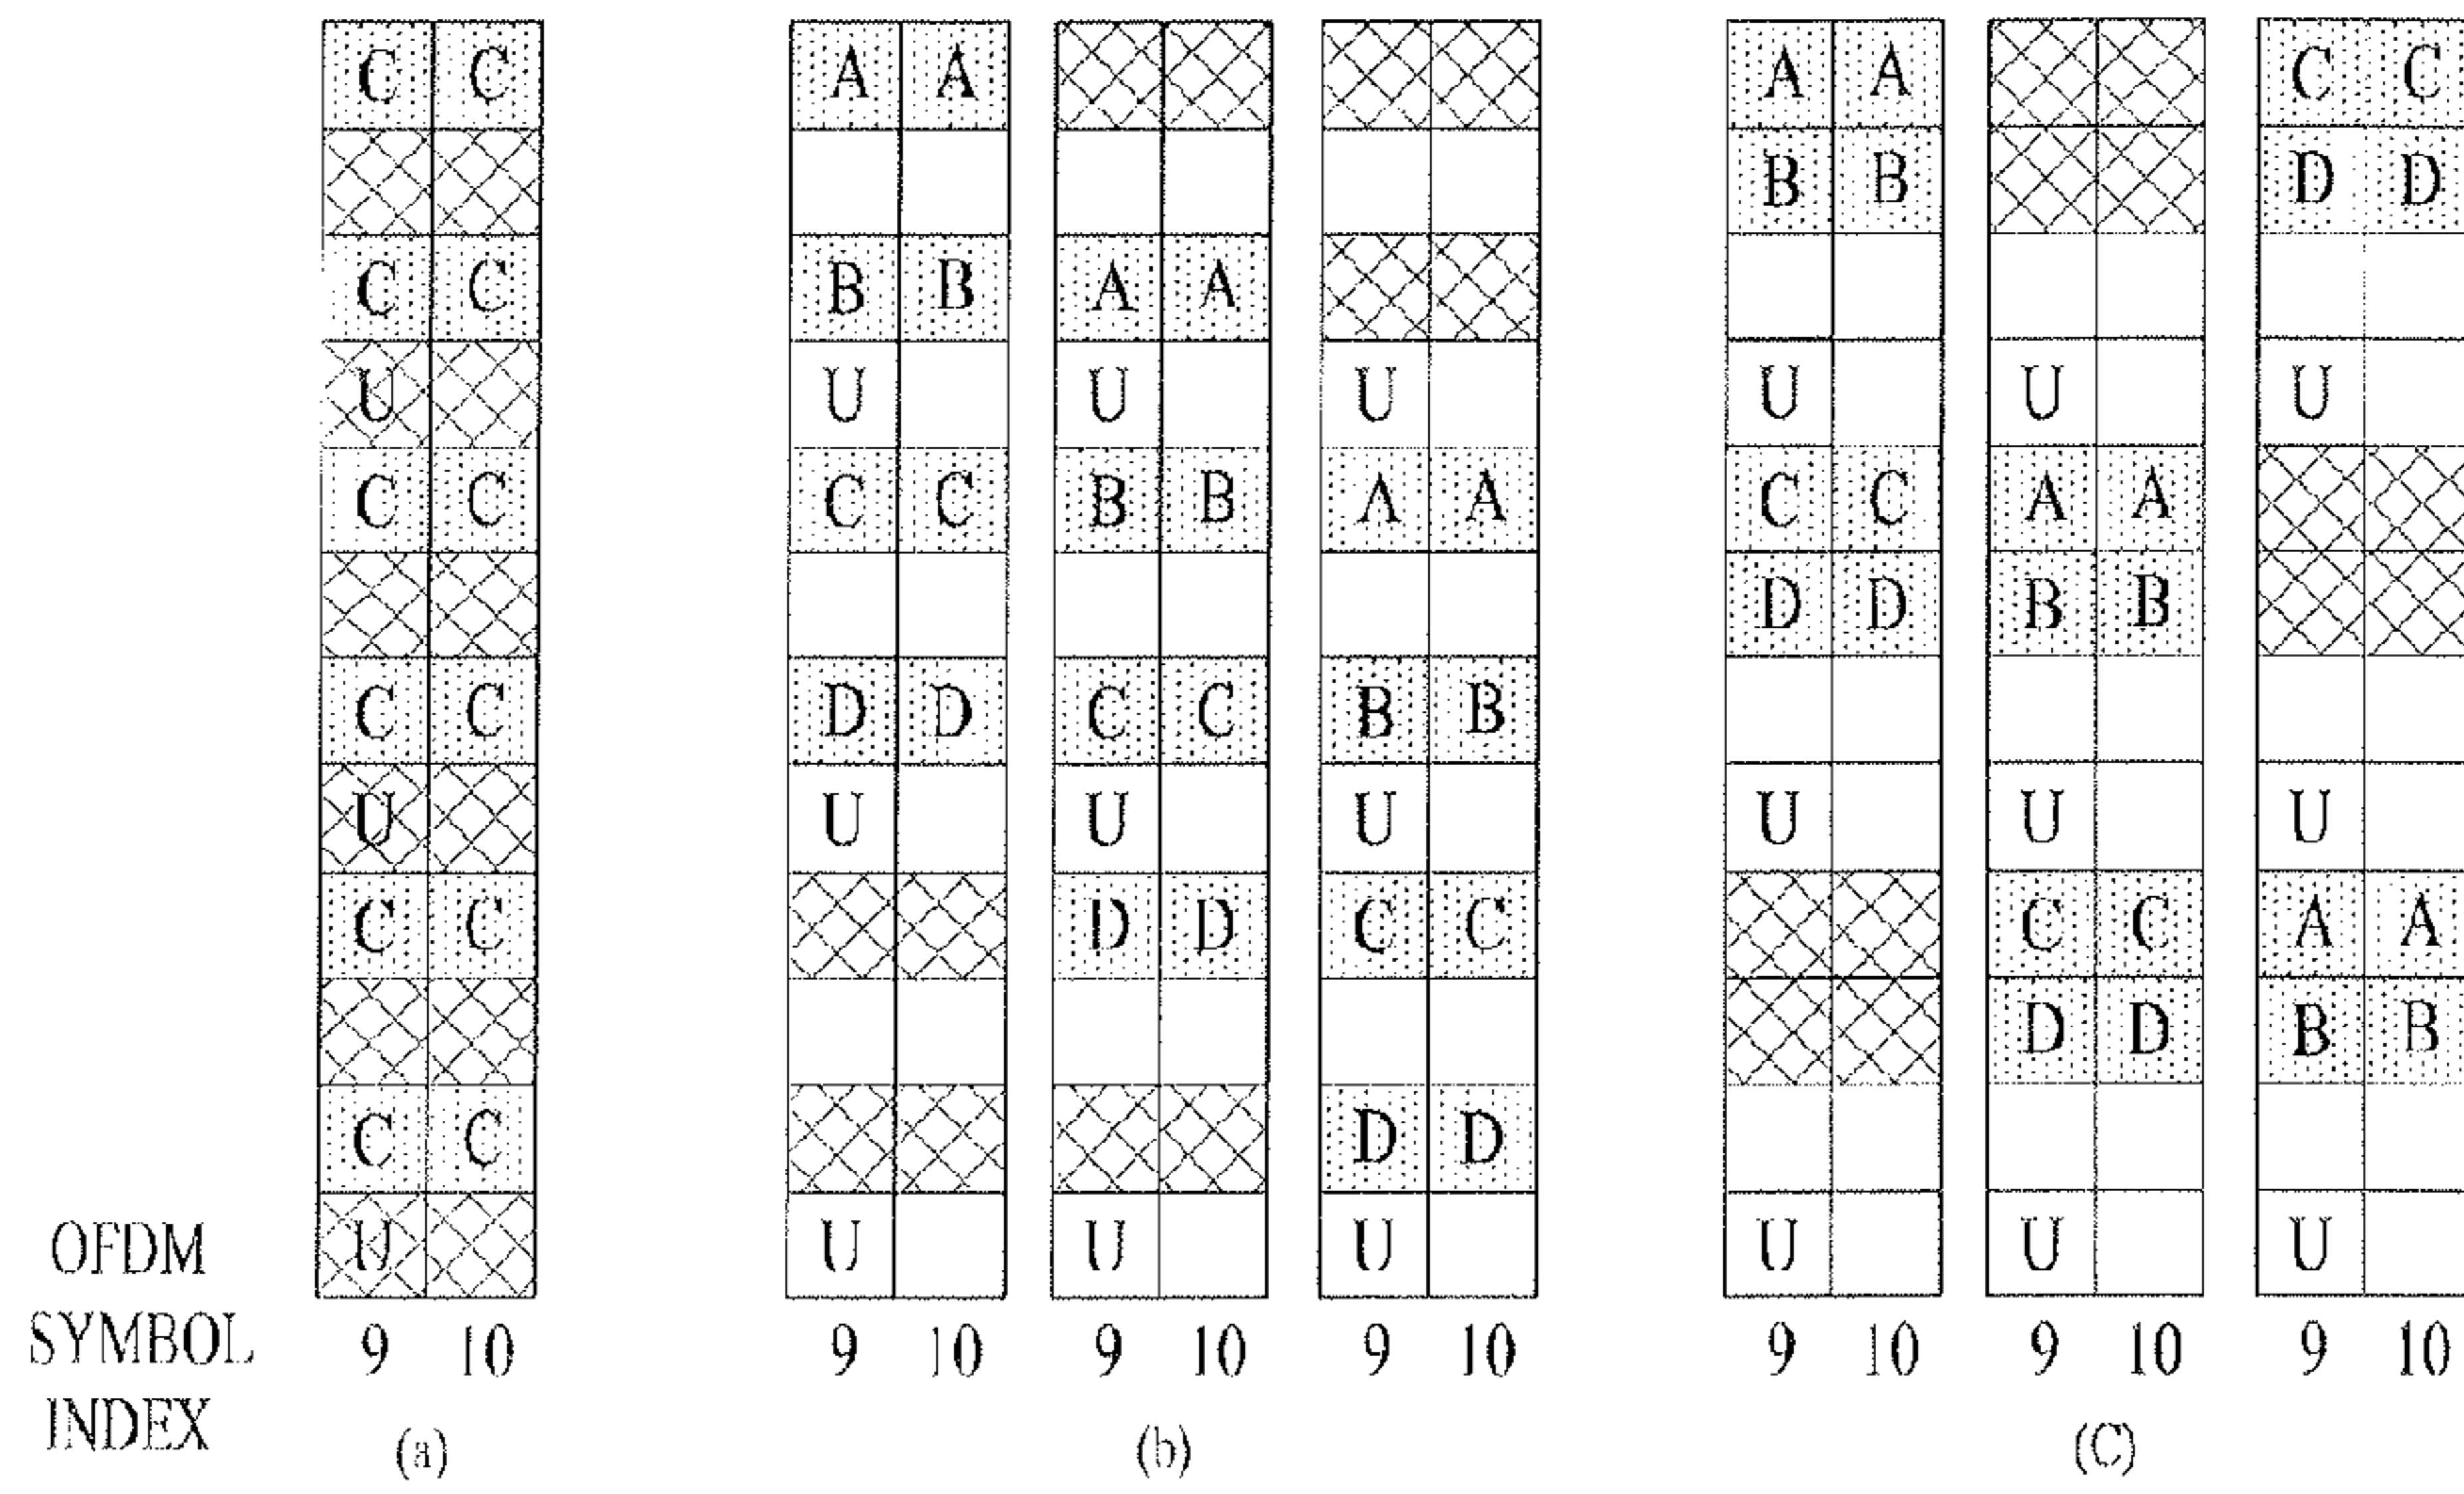 C C A A A A C C
B B D D
C C B B A A
U U U U U U U
C C C C B B A A C C A A
D D B B
C C D D C C B B
U U U U U U U
C C D D C C C C A A
D D B B
C C D D
U U U U U U U
OFDM
SYMBOL
INDEX
9 10 9 10 9 10 9 10 9 10 9 10 9 10
(a) (b) (C)